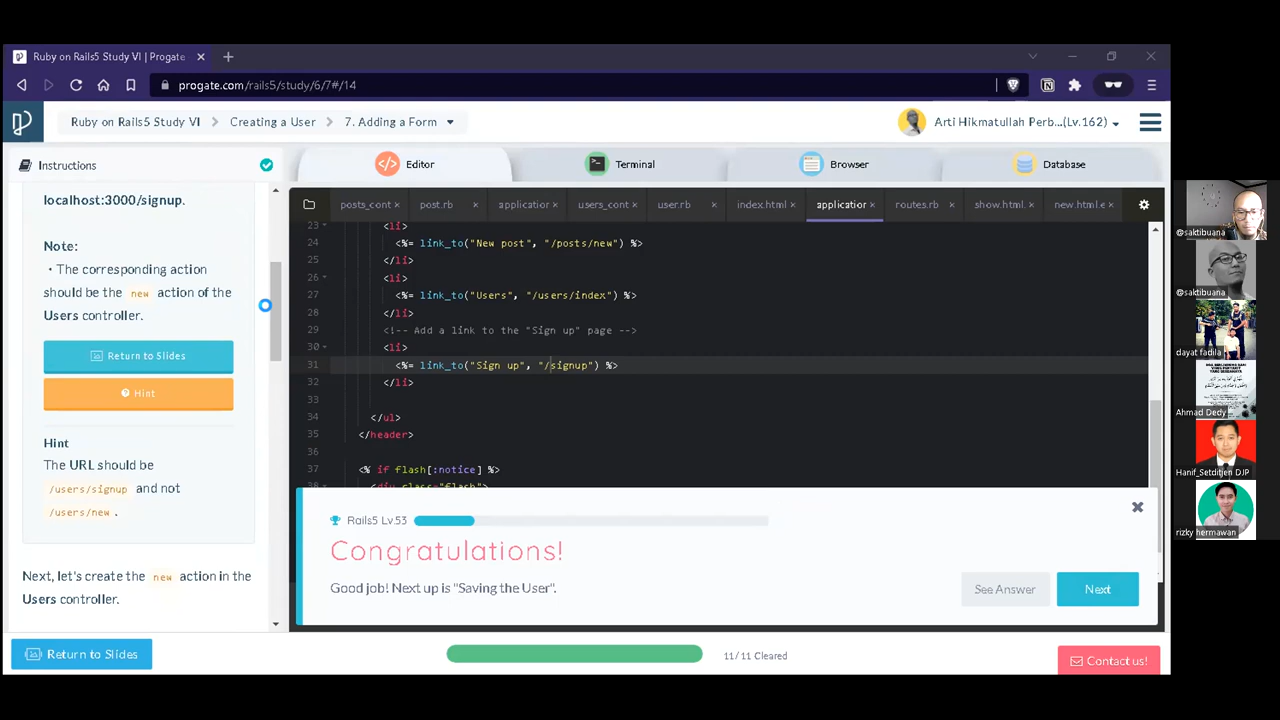 Ruby on Rails5 Study VI | Progate
progate.com/rails5/study/6/7#/14
Ruby on Rails5 Study VI
Creating a User
7. Adding a Form
Arti Hikmatullah Perb...(Lv.162)
Instructions
Editor
Terminal
Browser
Database
localhost:3000/signup.
Note:
・The corresponding action
should be the new action of the
Users controller.
Return to Slides
Hint
Hint
The URL should be
/users/signup and not
/users/new .
Next, let's create the new action in the
Users controller.
posts_cont
post.rb
applicatior
users_cont
user.rb
index.html
applicatior
routes.rb
show.html.
new.html.e
23 <li>
24 <%= link_to("New post", "/posts/new") %>
25 </li>
26 <li>
27 <%= link_to("Users", "/users/index") %>
28 </li>
29 <!-- Add a link to the "Sign up" page -->
30 <li>
31 <%= link_to("Sign up", "/signup") %>
32 </li>
33
34 </ul>
35 </header>
36
37 <% if flash[:notice] %>
38 <div class="flash">
Rails5 Lv.53
Congratulations!
Good job! Next up is "Saving the User".
See Answer
Next
Return to Slides
11/11 Cleared
Contact us!
@saktibuana
@saktibuana
dayat fadila
Ahmad Dedy
Hanif_Setditjen DJP
rizky hermawan